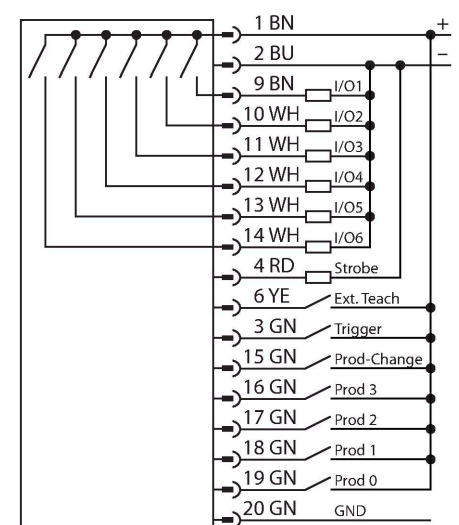 1 BN +
2 BU −
9 BN I/O1
10 WH I/O2
11 WH I/O3
12 WH I/O4
13 WH I/O5
14 WH I/O6
4 RD Strobe
6 YE Ext. Teach
3 GN Trigger
15 GN Prod-Change
16 GN Prod 3
17 GN Prod 2
18 GN Prod 1
19 GN Prod 0
20 GN GND